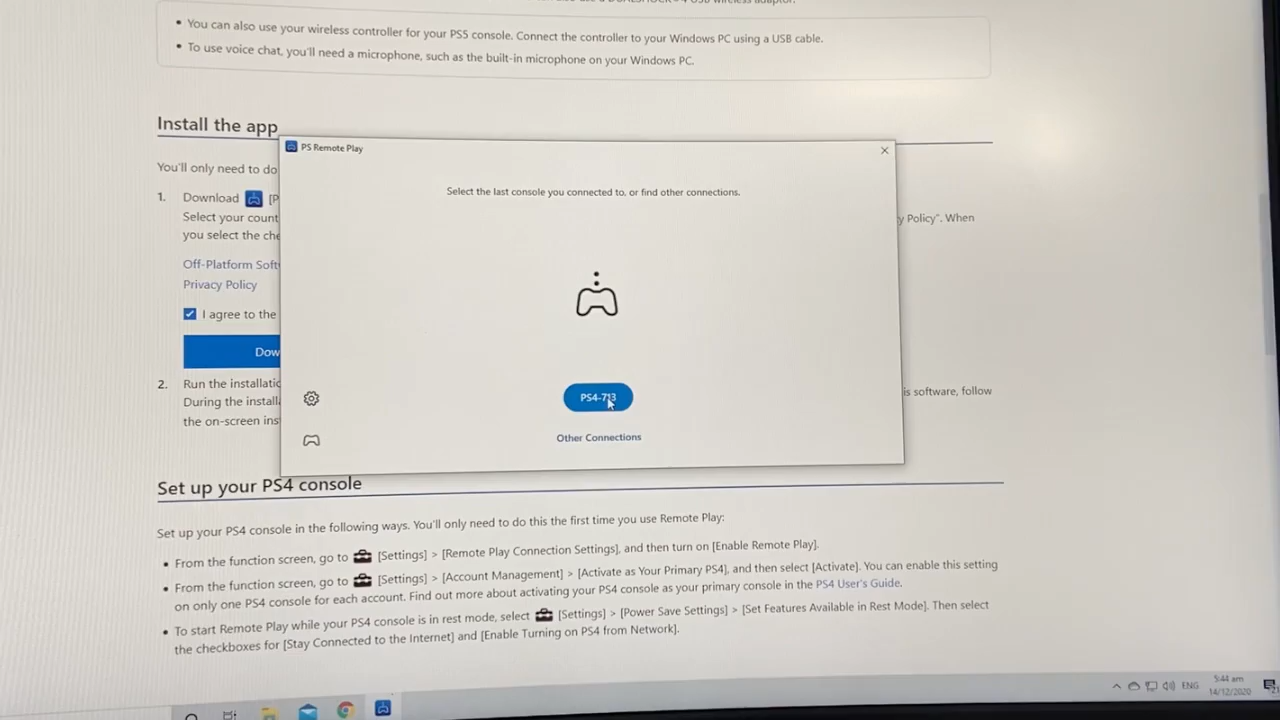 • You can also use your wireless controller for your PS5 console. Connect the controller to your Windows PC using a USB cable.
• To use voice chat, you'll need a microphone, such as the built-in microphone on your Windows PC.
Install the app
PS Remote Play
You'll only need to do
Select the last console you connected to, or find other connections.
1. Download [P
Select your count
y Policy". When
you select the che
Off-Platform Soft
Privacy Policy
I agree to the
Dow
2. Run the installatio
is software, follow
During the install
the on-screen ins
PS4-713
Other Connections
Set up your PS4 console
Set up your PS4 console in the following ways. You'll only need to do this the first time you use Remote Play:
• From the function screen, go to [Settings] > [Remote Play Connection Settings], and then turn on [Enable Remote Play].
• From the function screen, go to [Settings] > [Account Management] > [Activate as Your Primary PS4], and then select [Activate]. You can enable this setting
on only one PS4 console for each account. Find out more about activating your PS4 console as your primary console in the PS4 User's Guide.
• To start Remote Play while your PS4 console is in rest mode, select [Settings] > [Power Save Settings] > [Set Features Available in Rest Mode]. Then select
the checkboxes for [Stay Connected to the Internet] and [Enable Turning on PS4 from Network].
ENG
5:44 am
14/12/2020